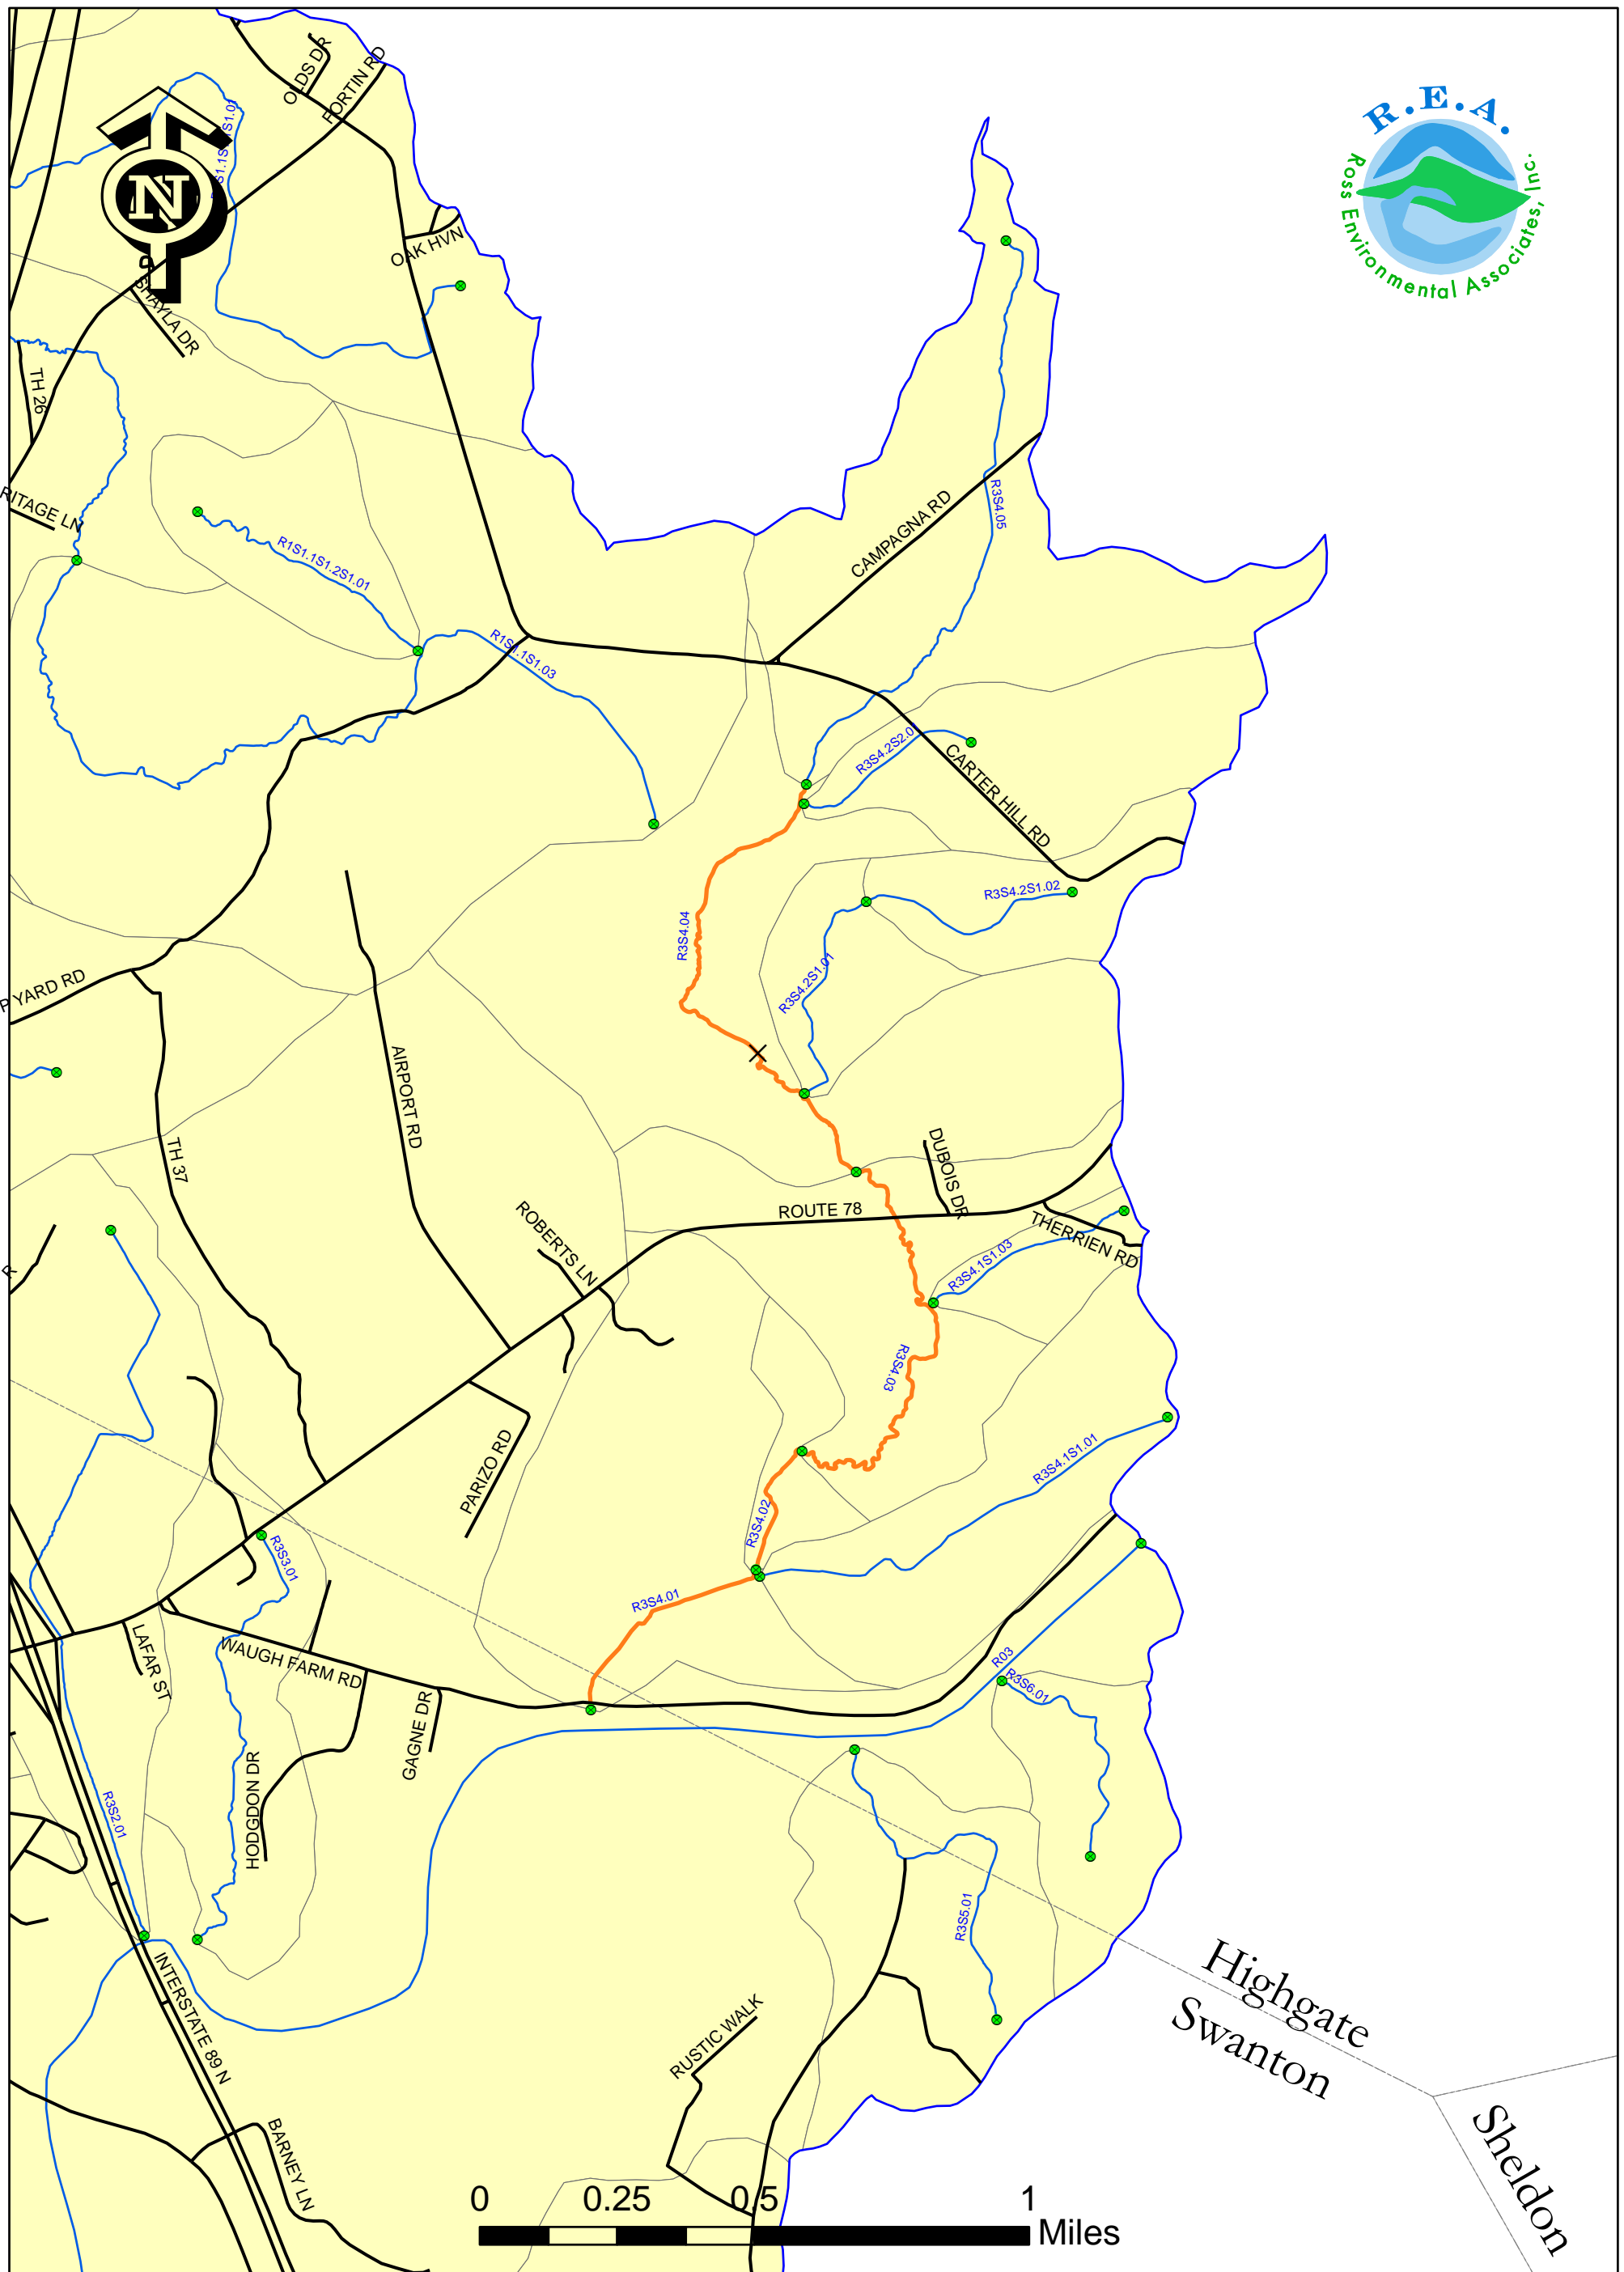 OLDS DR
FORTIN RD
R.E.A.
Ross Environmental Associates, Inc.
N
OAK HVN
SHAYLA DR
TH 26
RITAGE LN
R3S4.05
CAMPAGNA RD
R1S1.1S1.2S1.01
R1S1.1S1.03
R3S4.2S2.0
CARTER HILL RD
R3S4.2S1.02
R3S4.04
R3S4.2S1.01
P YARD RD
AIRPORT RD
TH 37
DUBOIS DR
ROUTE 78
ROBERTS LN
THERRIEN RD
R3S4.1S1.03
R
R3S4.03
PARIZO RD
R3S4.1S1.01
R3S4.02
R3S3.01
R3S4.01
LAFAR ST
WAUGH FARM RD
R03
R3S6.01
GAGNE DR
HODGDON DR
R3S2.01
R3S5.01
INTERSTATE 89 N
Highgate
Swanton
RUSTIC WALK
Sheldon
BARNEY LN
0 0.25 0.5 1
Miles